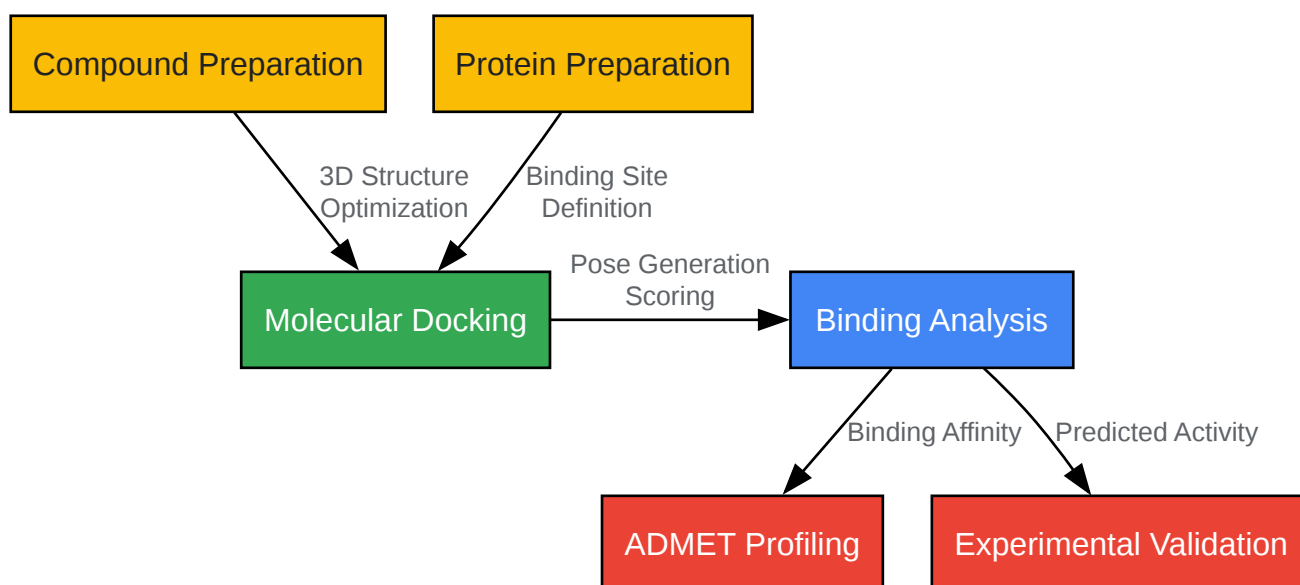 Compound Preparation
Protein Preparation
3D Structure
Optimization
Binding Site
Definition
Pose Generation
Scoring
Molecular Docking
Binding Analysis
Binding Affinity
Predicted Activity
ADMET Profiling
Experimental Validation